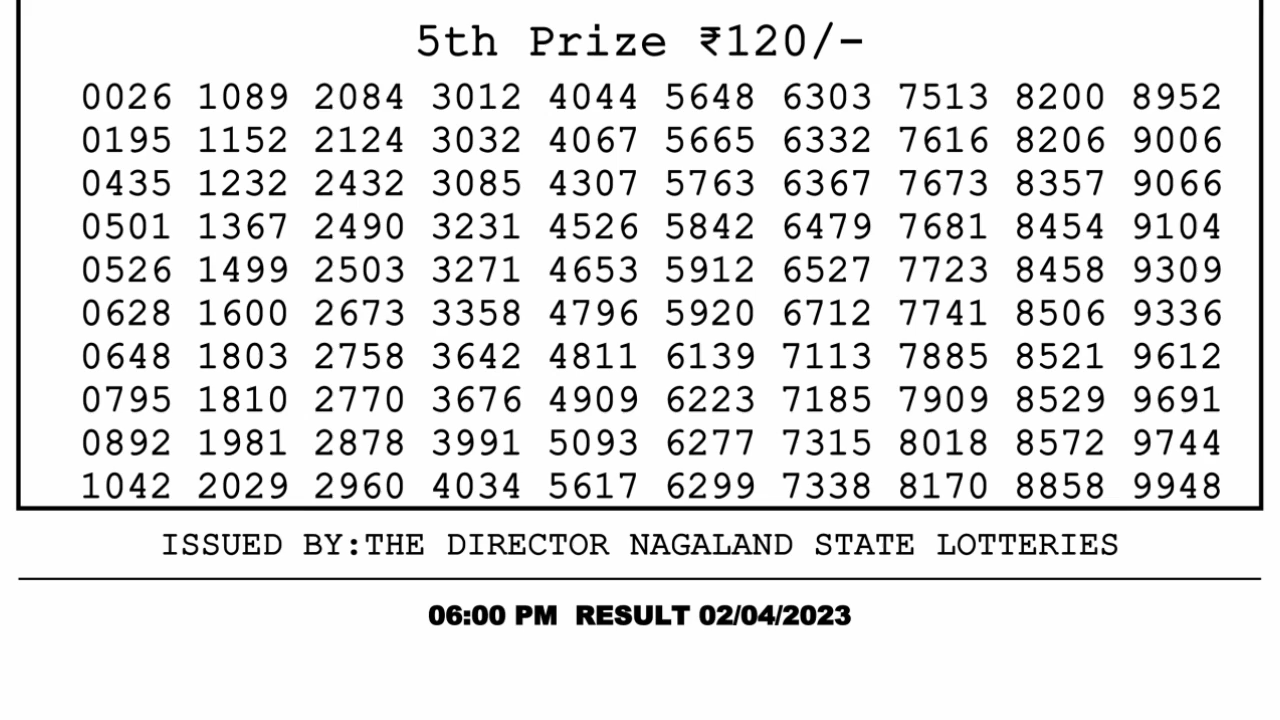 5th Prize ₹120/-
0026 1089 2084 3012 4044 5648 6303 7513 8200 8952
0195 1152 2124 3032 4067 5665 6332 7616 8206 9006
0435 1232 2432 3085 4307 5763 6367 7673 8357 9066
0501 1367 2490 3231 4526 5842 6479 7681 8454 9104
0526 1499 2503 3271 4653 5912 6527 7723 8458 9309
0628 1600 2673 3358 4796 5920 6712 7741 8506 9336
0648 1803 2758 3642 4811 6139 7113 7885 8521 9612
0795 1810 2770 3676 4909 6223 7185 7909 8529 9691
0892 1981 2878 3991 5093 6277 7315 8018 8572 9744
1042 2029 2960 4034 5617 6299 7338 8170 8858 9948
ISSUED BY:THE DIRECTOR NAGALAND STATE LOTTERIES
06:00 PM RESULT 02/04/2023